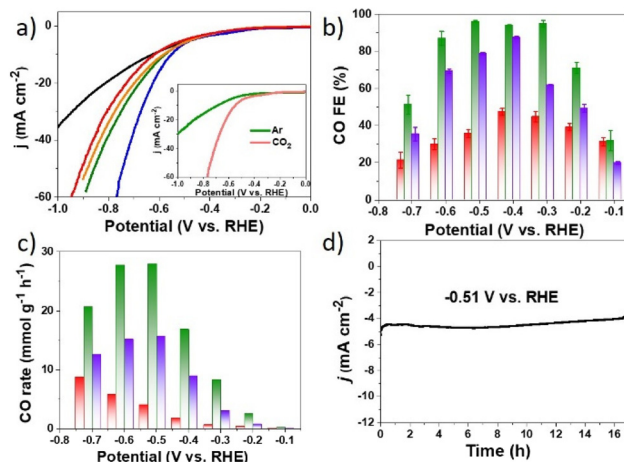 a)
0
-20
-40
-60
j (mA cm⁻²)
-1.0 -0.8 -0.6 -0.4 -0.2 0.0
Potential (V vs. RHE)
0
-10
-20
-30
-40
-50
-60
j (mA cm⁻²)
Ar
CO₂
-1.0 -0.8 -0.6 -0.4 -0.2 0.0
Potential (V vs. RHE)
b)
100
80
60
40
20
0
CO FE (%)
-0.8 -0.7 -0.6 -0.5 -0.4 -0.3 -0.2 -0.1
Potential (V vs. RHE)
c)
30
20
10
0
CO rate (mmol g⁻¹ h⁻¹)
-0.8 -0.7 -0.6 -0.5 -0.4 -0.3 -0.2 -0.1
Potential (V vs. RHE)
d)
4
2
0
-2
-4
-6
-8
-10
-12
j (mA cm⁻²)
-0.51 V vs. RHE
0 2 4 6 8 10 12 14 16
Time (h)